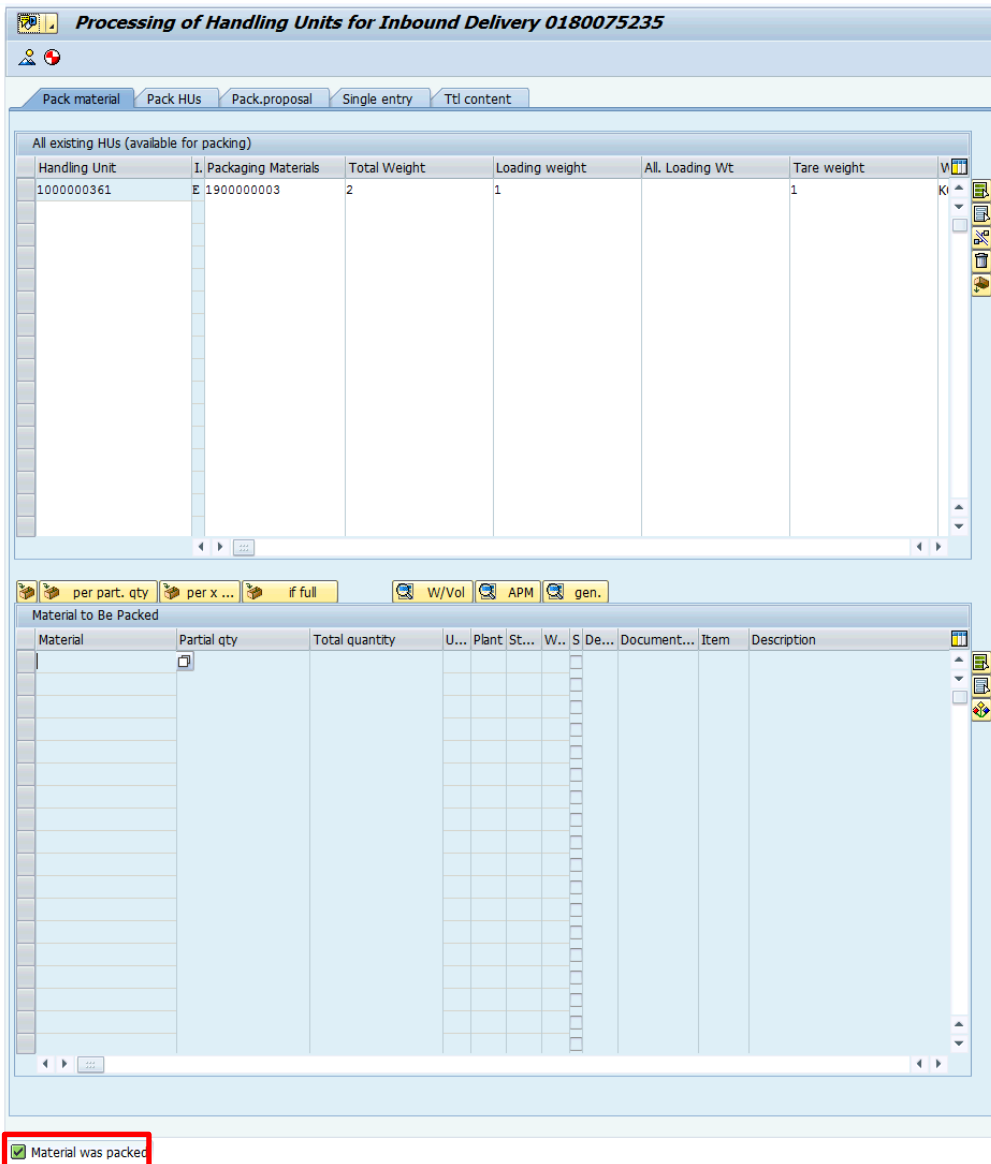 Processing of Handling Units for Inbound Delivery 0180075235
Pack material Pack HUs Pack.proposal Single entry Ttl content
All existing HUs (available for packing)
Handling Unit I. Packaging Materials Total Weight Loading weight All. Loading Wt Tare weight
1000000361 E 1900000003 2 1 1
per part. qty per x ... if full W/Vol APM gen.
Material to Be Packed
Material Partial qty Total quantity U... Plant St... W.. S De... Document... Item Description
Material was packed